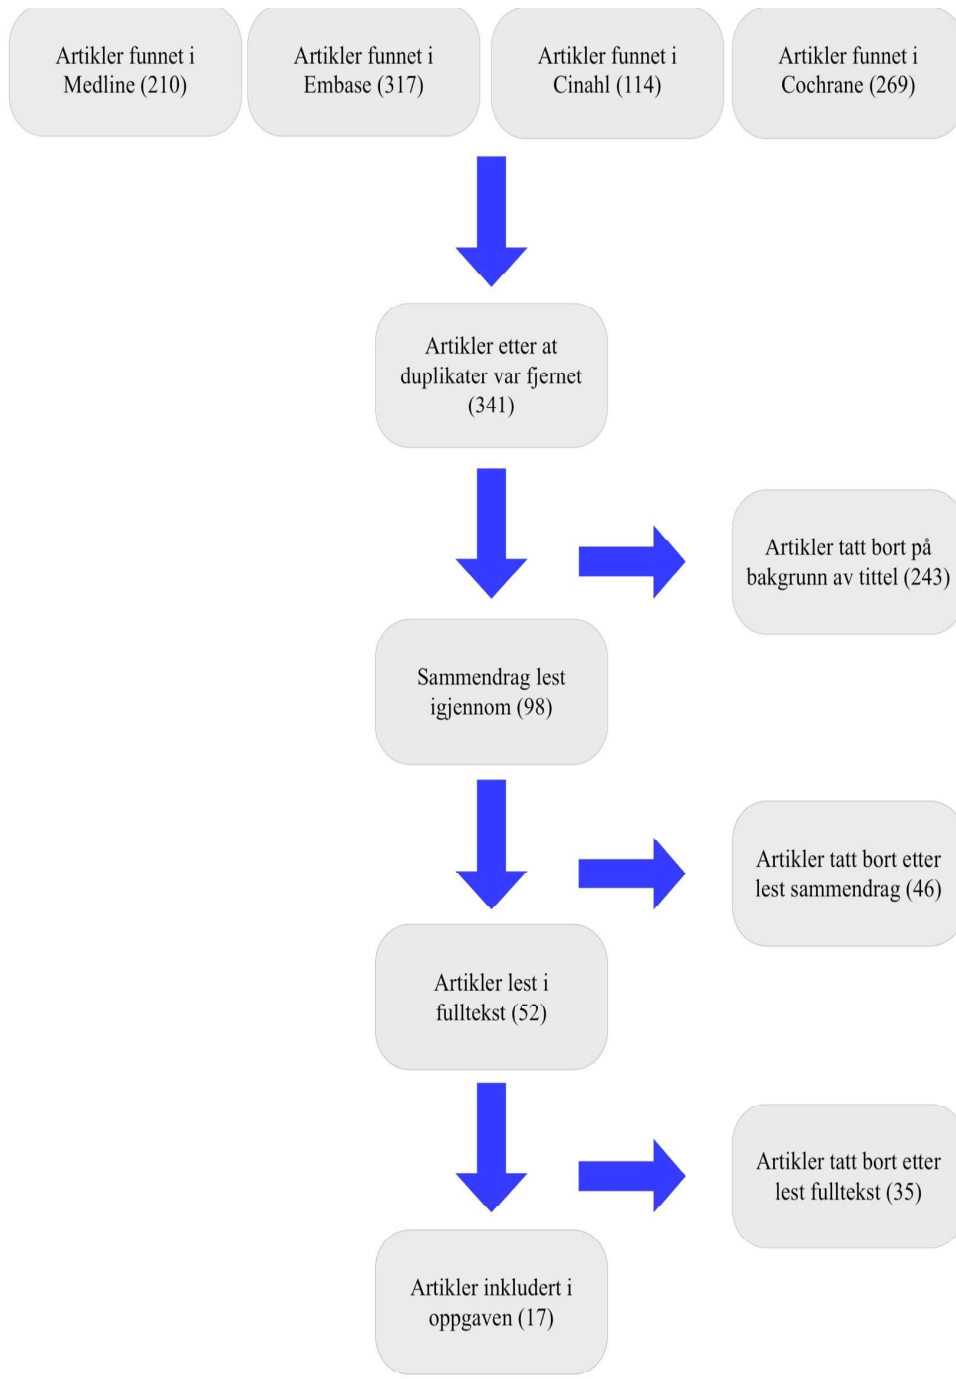 Artikler funnet i
Medline (210)
Artikler funnet i
Embase (317)
Artikler funnet i
Cinahl (114)
Artikler funnet i
Cochrane (269)
Artikler etter at
duplikater var fjernet
(341)
Artikler tatt bort på
bakgrunn av tittel (243)
Sammendrag lest
igjennom (98)
Artikler tatt bort etter
lest sammendrag (46)
Artikler lest i
fulltekst (52)
Artikler tatt bort etter
lest fulltekst (35)
Artikler inkludert i
oppgaven (17)